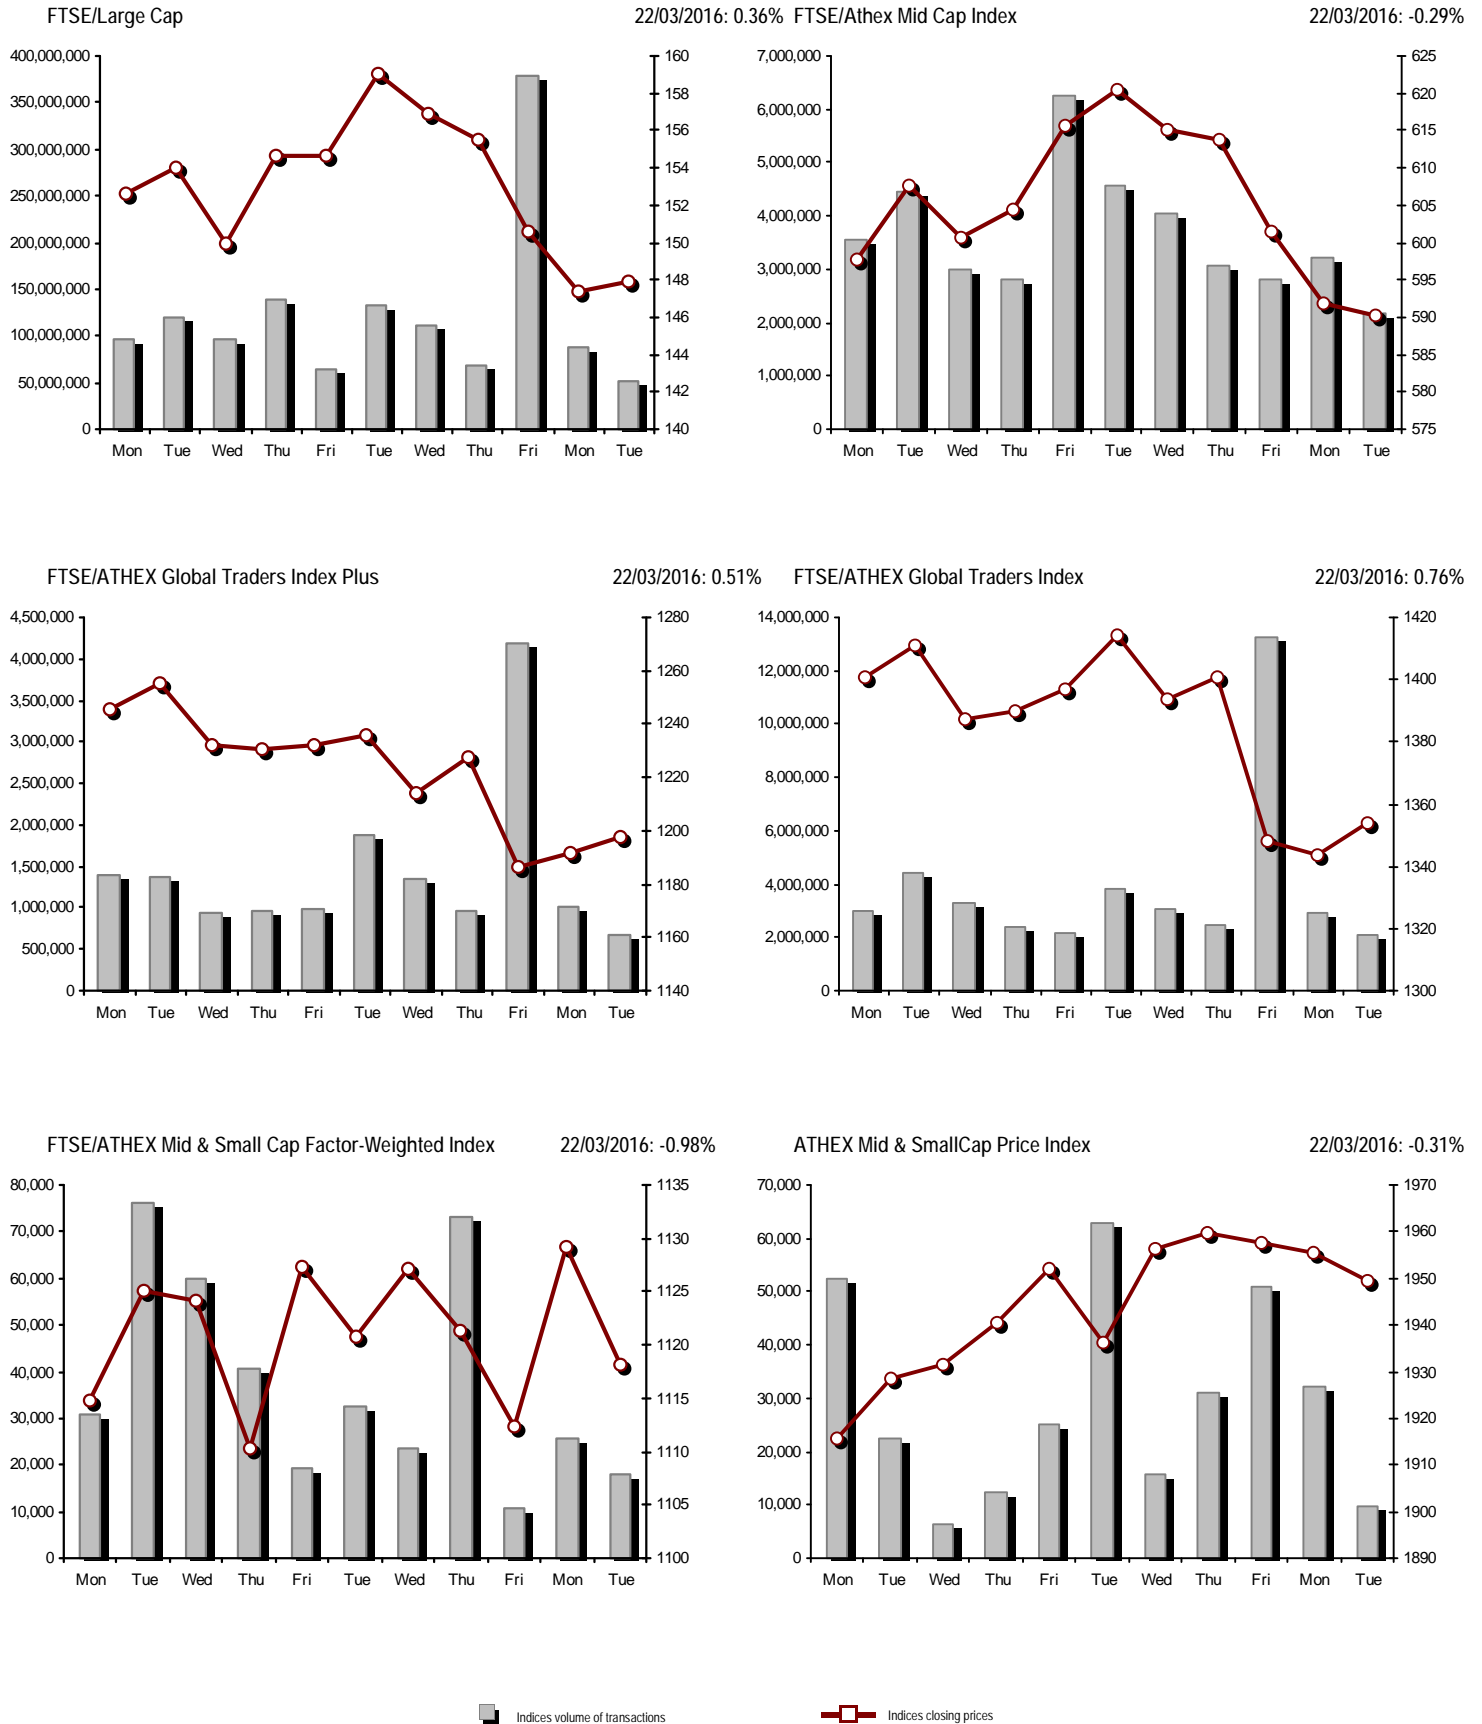 FTSE/Large Cap 22/03/2016: 0.36%
400,000,000 350,000,000 300,000,000 250,000,000 200,000,000 150,000,000 100,000,000 50,000,000 0
160 158 156 154 152 150 148 146 144 142 140
Mon Tue Wed Thu Fri Tue Wed Thu Fri Mon Tue
FTSE/Athex Mid Cap Index 22/03/2016: -0.29%
7,000,000 6,000,000 5,000,000 4,000,000 3,000,000 2,000,000 1,000,000 0
625 620 615 610 605 600 595 590 585 580 575
Mon Tue Wed Thu Fri Tue Wed Thu Fri Mon Tue
FTSE/ATHEX Global Traders Index Plus 22/03/2016: 0.51%
4,500,000 4,000,000 3,500,000 3,000,000 2,500,000 2,000,000 1,500,000 1,000,000 500,000 0
1280 1260 1240 1220 1200 1180 1160 1140
Mon Tue Wed Thu Fri Tue Wed Thu Fri Mon Tue
FTSE/ATHEX Global Traders Index 22/03/2016: 0.76%
14,000,000 12,000,000 10,000,000 8,000,000 6,000,000 4,000,000 2,000,000 0
1420 1400 1380 1360 1340 1320 1300
Mon Tue Wed Thu Fri Tue Wed Thu Fri Mon Tue
FTSE/ATHEX Mid & Small Cap Factor-Weighted Index 22/03/2016: -0.98%
80,000 70,000 60,000 50,000 40,000 30,000 20,000 10,000 0
1135 1130 1125 1120 1115 1110 1105 1100
Mon Tue Wed Thu Fri Tue Wed Thu Fri Mon Tue
ATHEX Mid & SmallCap Price Index 22/03/2016: -0.31%
70,000 60,000 50,000 40,000 30,000 20,000 10,000 0
1970 1960 1950 1940 1930 1920 1910 1900 1890
Mon Tue Wed Thu Fri Tue Wed Thu Fri Mon Tue
Indices volume of transactions Indices closing prices